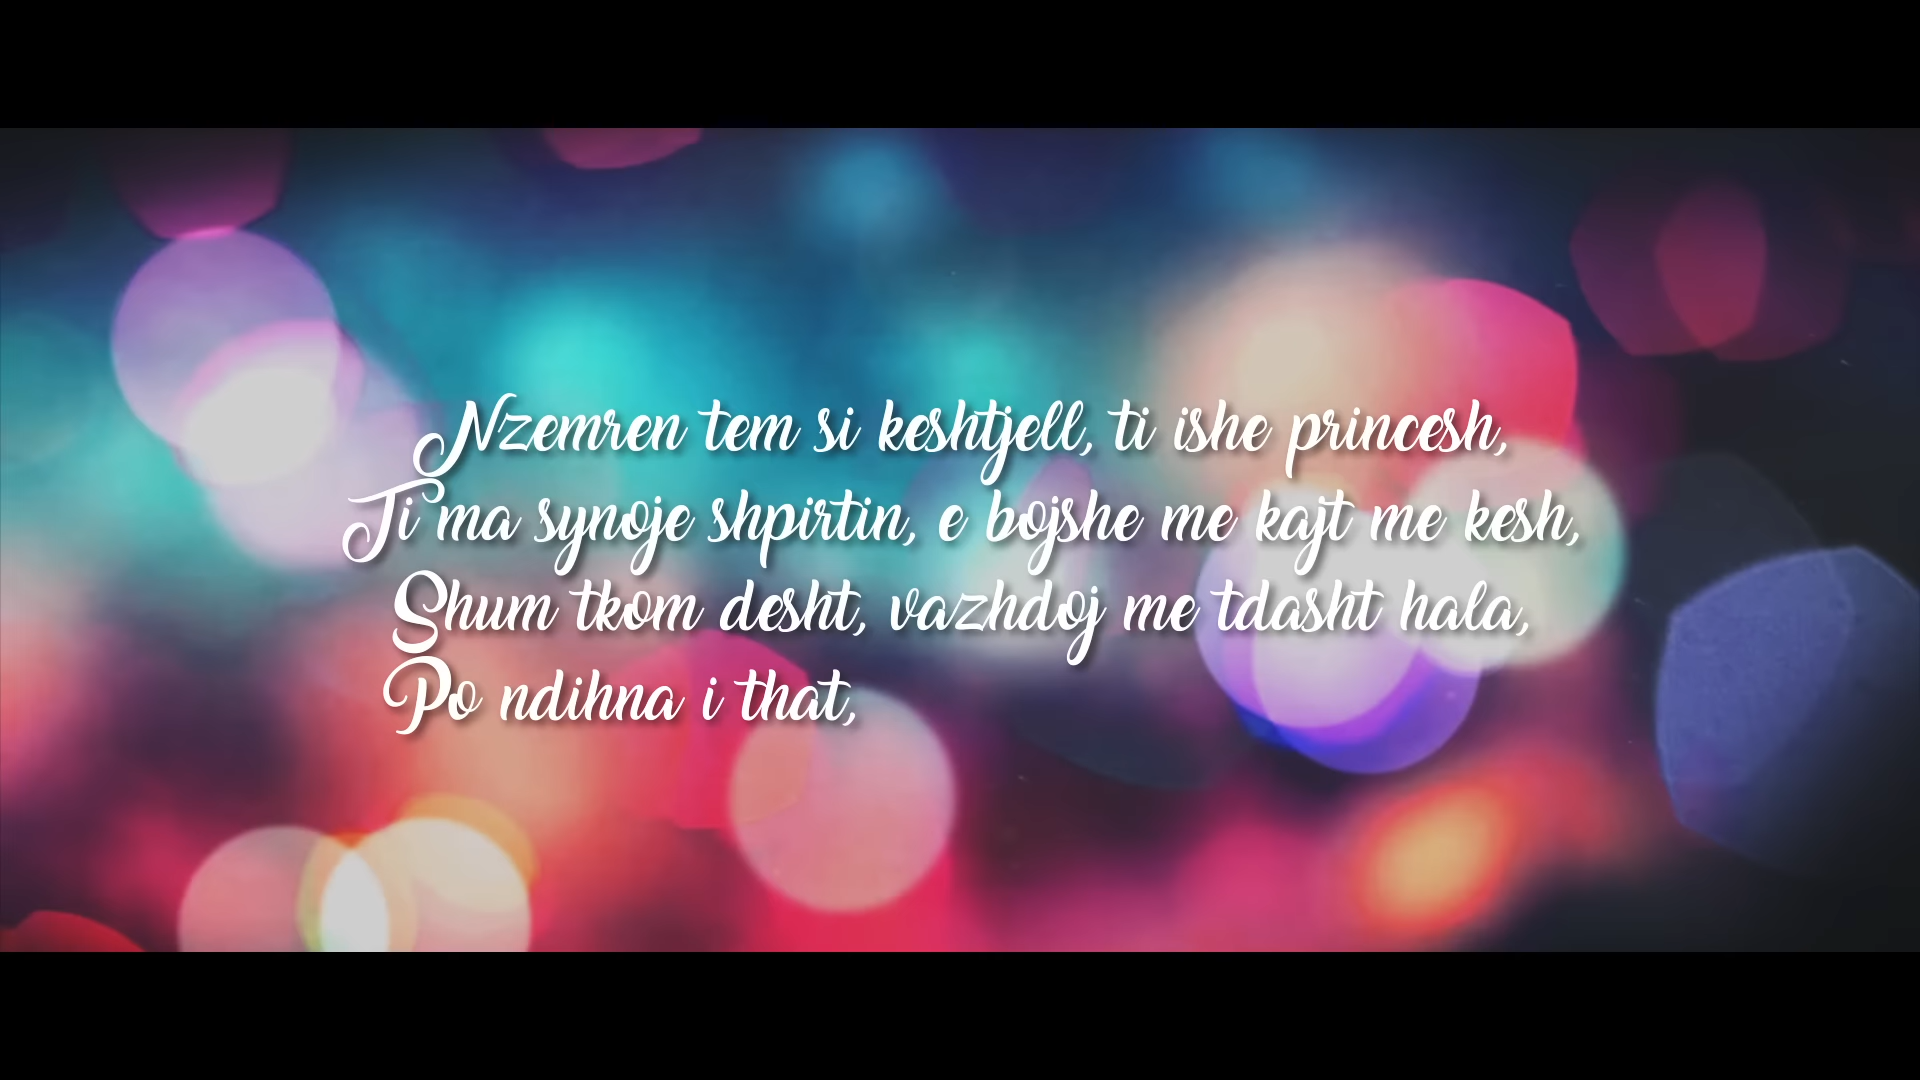 Nzemren tem si keshtjell, ti ishe princesh,
Ti ma synoje shpirtin, e bojshe me kajt me kesh,
Shum tkom desht, vazhdoj me tdasht hala,
Po ndihna i that,